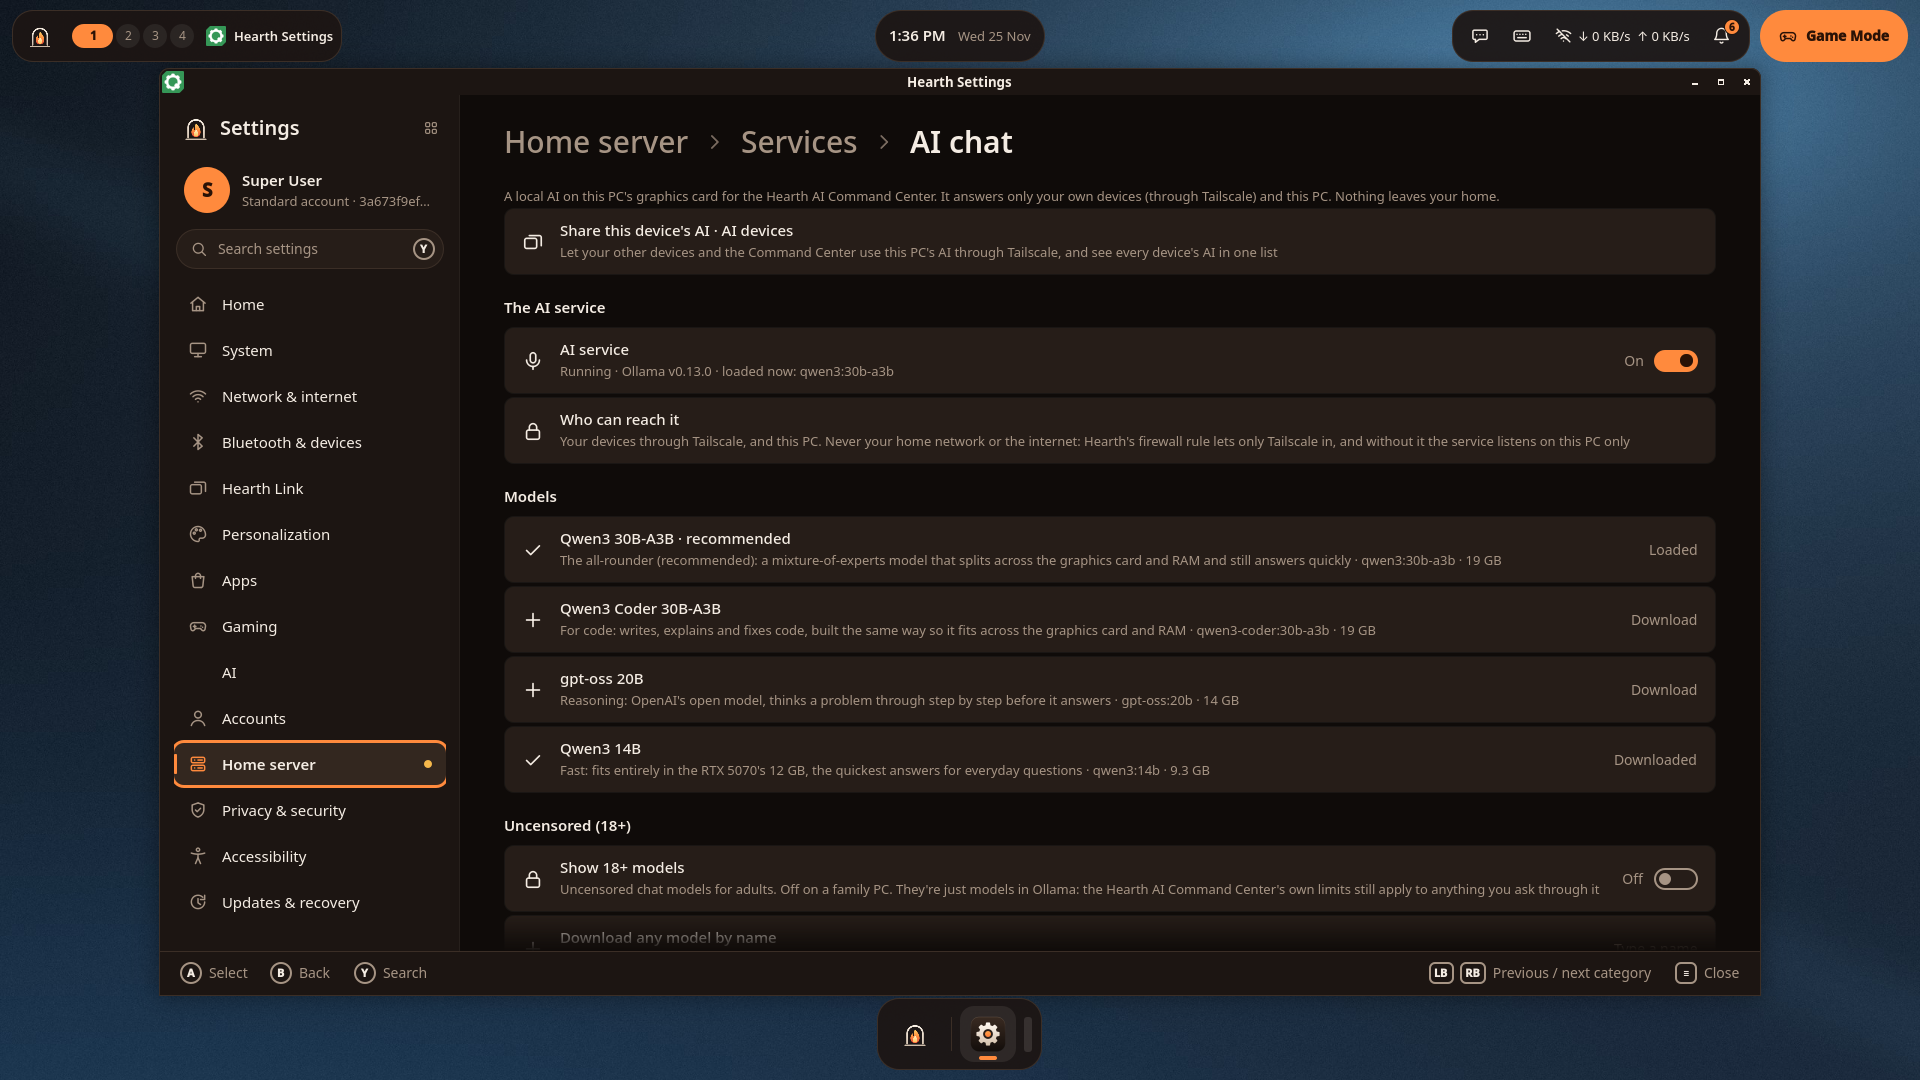 1 2 3 4 Hearth Settings
1:36 PM Wed 25 Nov
↓ 0 KB/s ↑ 0 KB/s
6
Game Mode
Hearth Settings
Settings
S
Super User
Standard account · 3a673f9ef...
Search settings Y
Home
System
Network & internet
Bluetooth & devices
Hearth Link
Personalization
Apps
Gaming
AI
Accounts
Home server
Privacy & security
Accessibility
Updates & recovery
Home server > Services > AI chat
A local AI on this PC's graphics card for the Hearth AI Command Center. It answers only your own devices (through Tailscale) and this PC. Nothing leaves your home.
Share this device's AI · AI devices
Let your other devices and the Command Center use this PC's AI through Tailscale, and see every device's AI in one list
The AI service
AI service
Running · Ollama v0.13.0 · loaded now: qwen3:30b-a3b
On
Who can reach it
Your devices through Tailscale, and this PC. Never your home network or the internet: Hearth's firewall rule lets only Tailscale in, and without it the service listens on this PC only
Models
Qwen3 30B-A3B · recommended
The all-rounder (recommended): a mixture-of-experts model that splits across the graphics card and RAM and still answers quickly · qwen3:30b-a3b · 19 GB
Loaded
Qwen3 Coder 30B-A3B
For code: writes, explains and fixes code, built the same way so it fits across the graphics card and RAM · qwen3-coder:30b-a3b · 19 GB
Download
gpt-oss 20B
Reasoning: OpenAI's open model, thinks a problem through step by step before it answers · gpt-oss:20b · 14 GB
Download
Qwen3 14B
Fast: fits entirely in the RTX 5070's 12 GB, the quickest answers for everyday questions · qwen3:14b · 9.3 GB
Downloaded
Uncensored (18+)
Show 18+ models
Uncensored chat models for adults. Off on a family PC. They're just models in Ollama: the Hearth AI Command Center's own limits still apply to anything you ask through it
Off
Download any model by name
Type a name
A Select B Back Y Search
LB RB Previous / next category ≡ Close